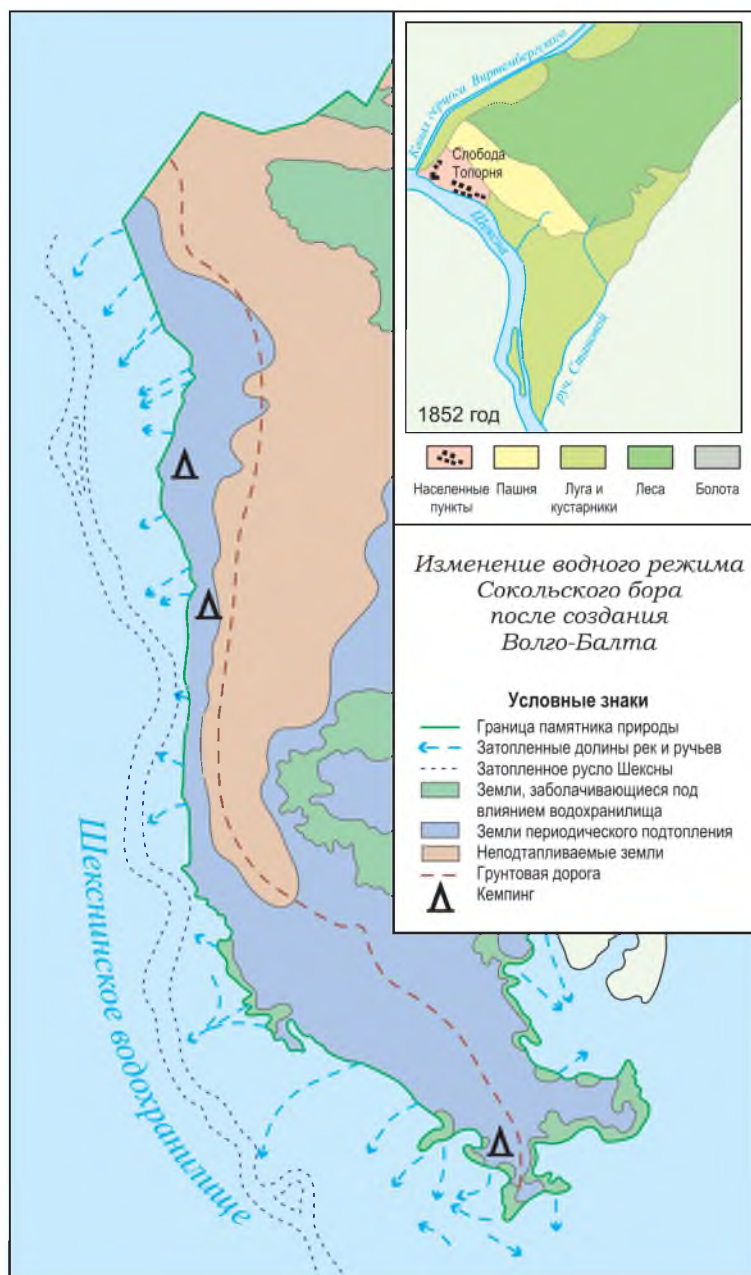 Канал герцога Виртембергского
Слобода
Топорня
Шексна
руч. Становой
1852 год
Населенные
пункты
Пашня
Луга и
кустарники
Леса
Болота
Изменение водного режима
Сокольского бора
после создания
Волго-Балта
Условные знаки
Граница памятника природы
Затопленные долины рек и ручьев
Затопленное русло Шексны
Земли, заболачивающиеся под
влиянием водохранилища
Земли периодического подтопления
Неподтапливаемые земли
Грунтовая дорога
Кемпинг
Шекснинское водохранилище